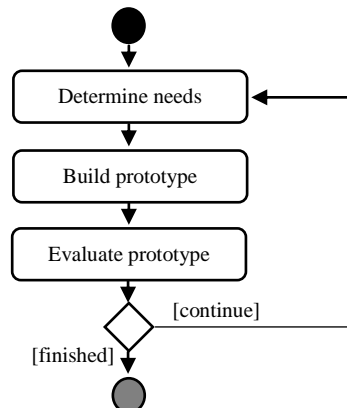 Determine needs
Build prototype
Evaluate prototype
[continue]
[finished]